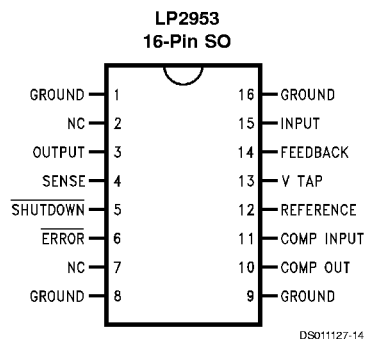 LP2953
16-Pin SO
GROUND 1 16 GROUND
NC 2 15 INPUT
OUTPUT 3 14 FEEDBACK
SENSE 4 13 V TAP
SHUTDOWN 5 12 REFERENCE
ERROR 6 11 COMP INPUT
NC 7 10 COMP OUT
GROUND 8 9 GROUND
DS011127-14